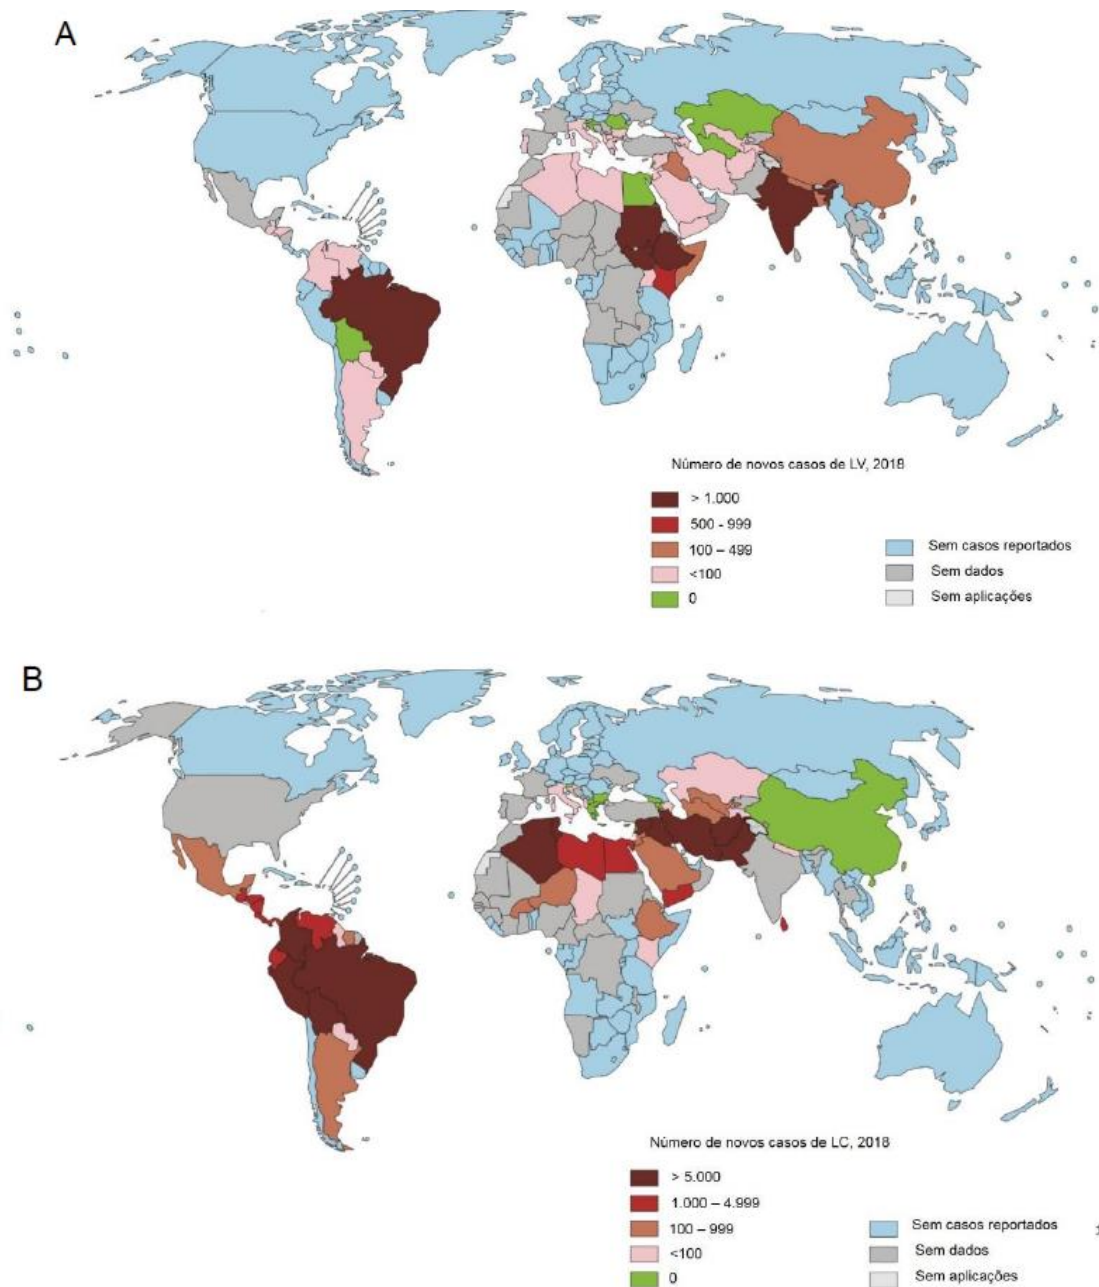 A
Número de novos casos de LV, 2018
> 1.000
500 - 999
100 – 499
<100
0
Sem casos reportados
Sem dados
Sem aplicações
B
Número de novos casos de LC, 2018
> 5.000
1.000 – 4.999
100 – 999
<100
0
Sem casos reportados
Sem dados
Sem aplicações